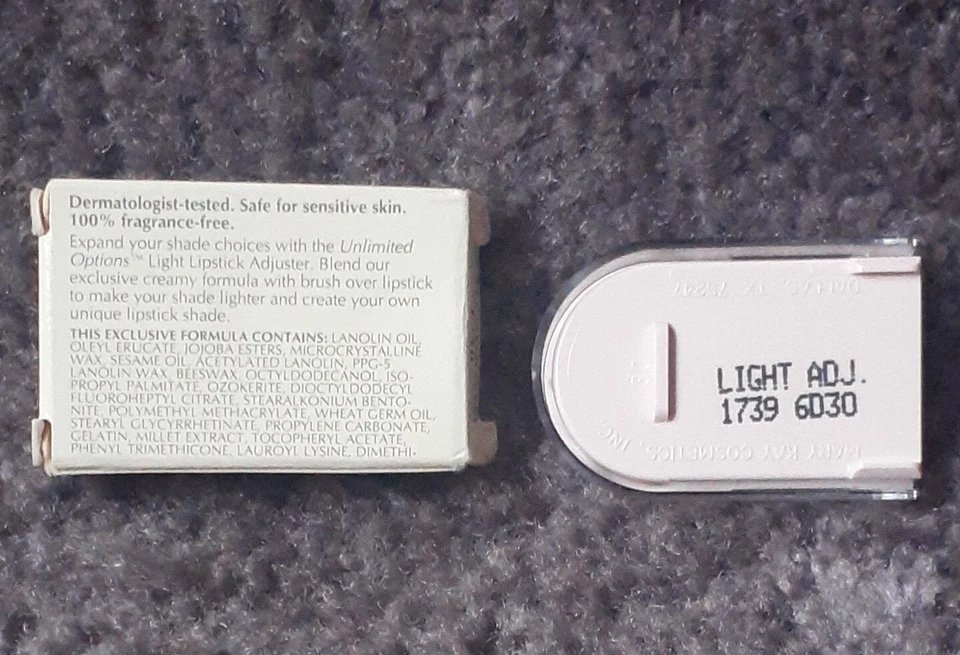 Dermatologist-tested. Safe for sensitive skin.
100% fragrance-free.
Expand your shade choices with the Unlimited
Options™ Light Lipstick Adjuster. Blend our
exclusive creamy formula with brush over lipstick
to make your shade lighter and create your own
unique lipstick shade.
THIS EXCLUSIVE FORMULA CONTAINS: LANOLIN OIL,
OLEYL ERUCATE, JOJOBA ESTERS, MICROCRYSTALLINE
WAX, SESAME OIL, ACETYLATED LANOLIN, PPG-5
LANOLIN WAX, BEESWAX, OCTYLDODECANOL, ISO-
PROPYL PALMITATE, OZOKERITE, DIOCTYLDODECYL
FLUOROHEPTYL CITRATE, STEARALKONIUM BENTO-
NITE, POLYMETHYL METHACRYLATE, WHEAT GERM OIL,
STEARYL GLYCYRRHETINATE, PROPYLENE CARBONATE,
GELATIN, MILLET EXTRACT, TOCOPHERYL ACETATE,
PHENYL TRIMETHICONE, LAUROYL LYSINE, DIMETHI-
DALLAS, TX 75247
LIGHT ADJ.
1739 6D30
MARY KAY COSMETICS, INC